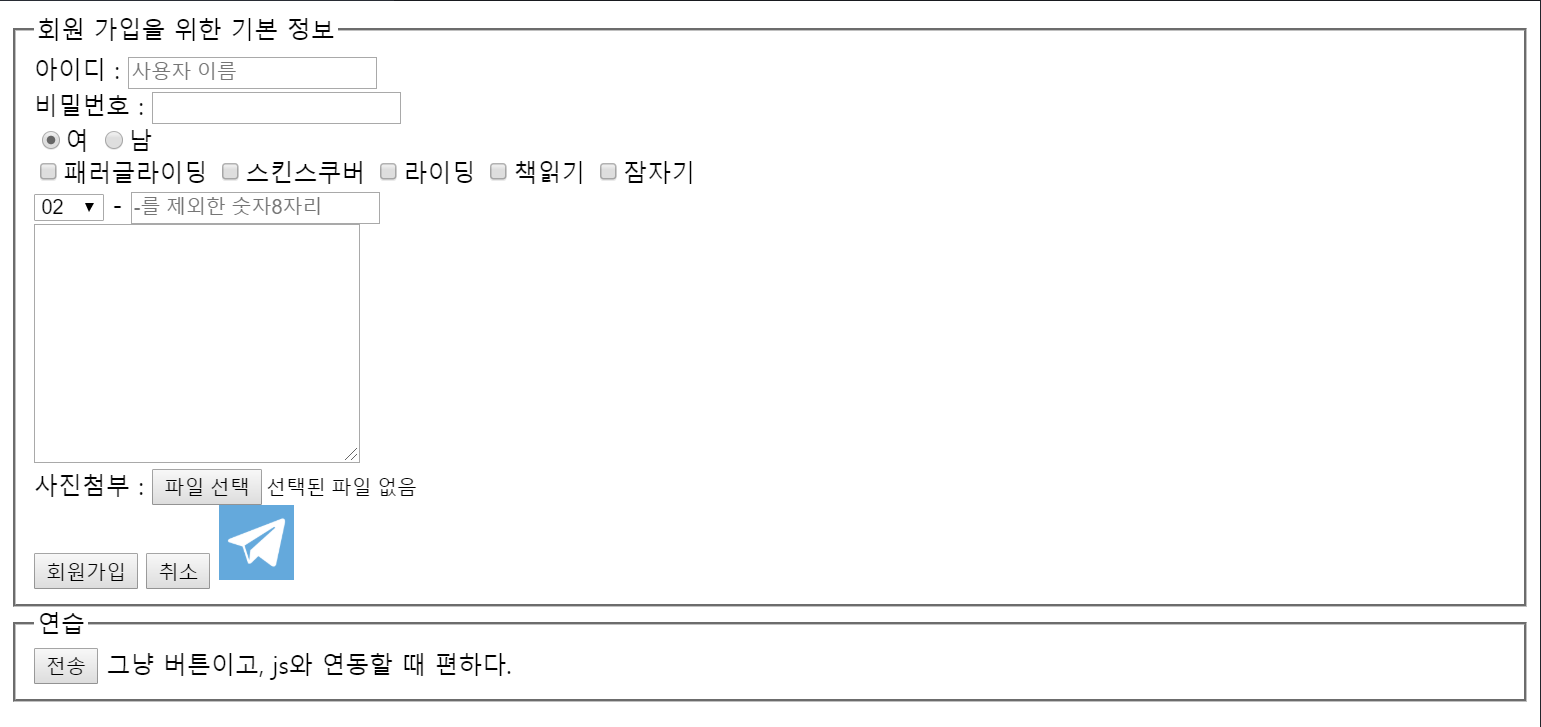 회원 가입을 위한 기본 정보
아이디 : 사용자 이름
비밀번호 :
여 남
패러글라이딩 스킨스쿠버 라이딩 책읽기 잠자기
02 - -를 제외한 숫자8자리
사진첨부 : 파일 선택 선택된 파일 없음
회원가입 취소
연습
전송 그냥 버튼이고, js와 연동할 때 편하다.